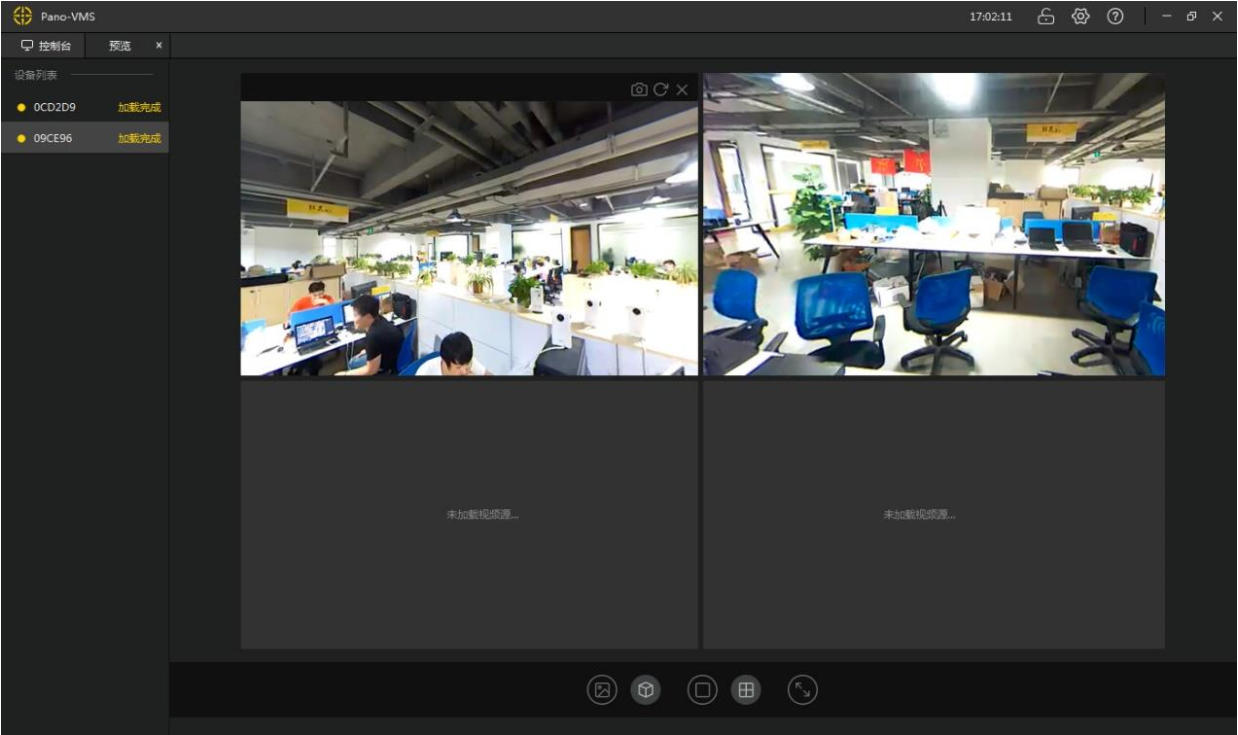 Pano-VMS
17:02:11
控制台
预览
设备列表
0CD2D9
加载完成
09CE96
加载完成
未加载视频源...
未加载视频源...